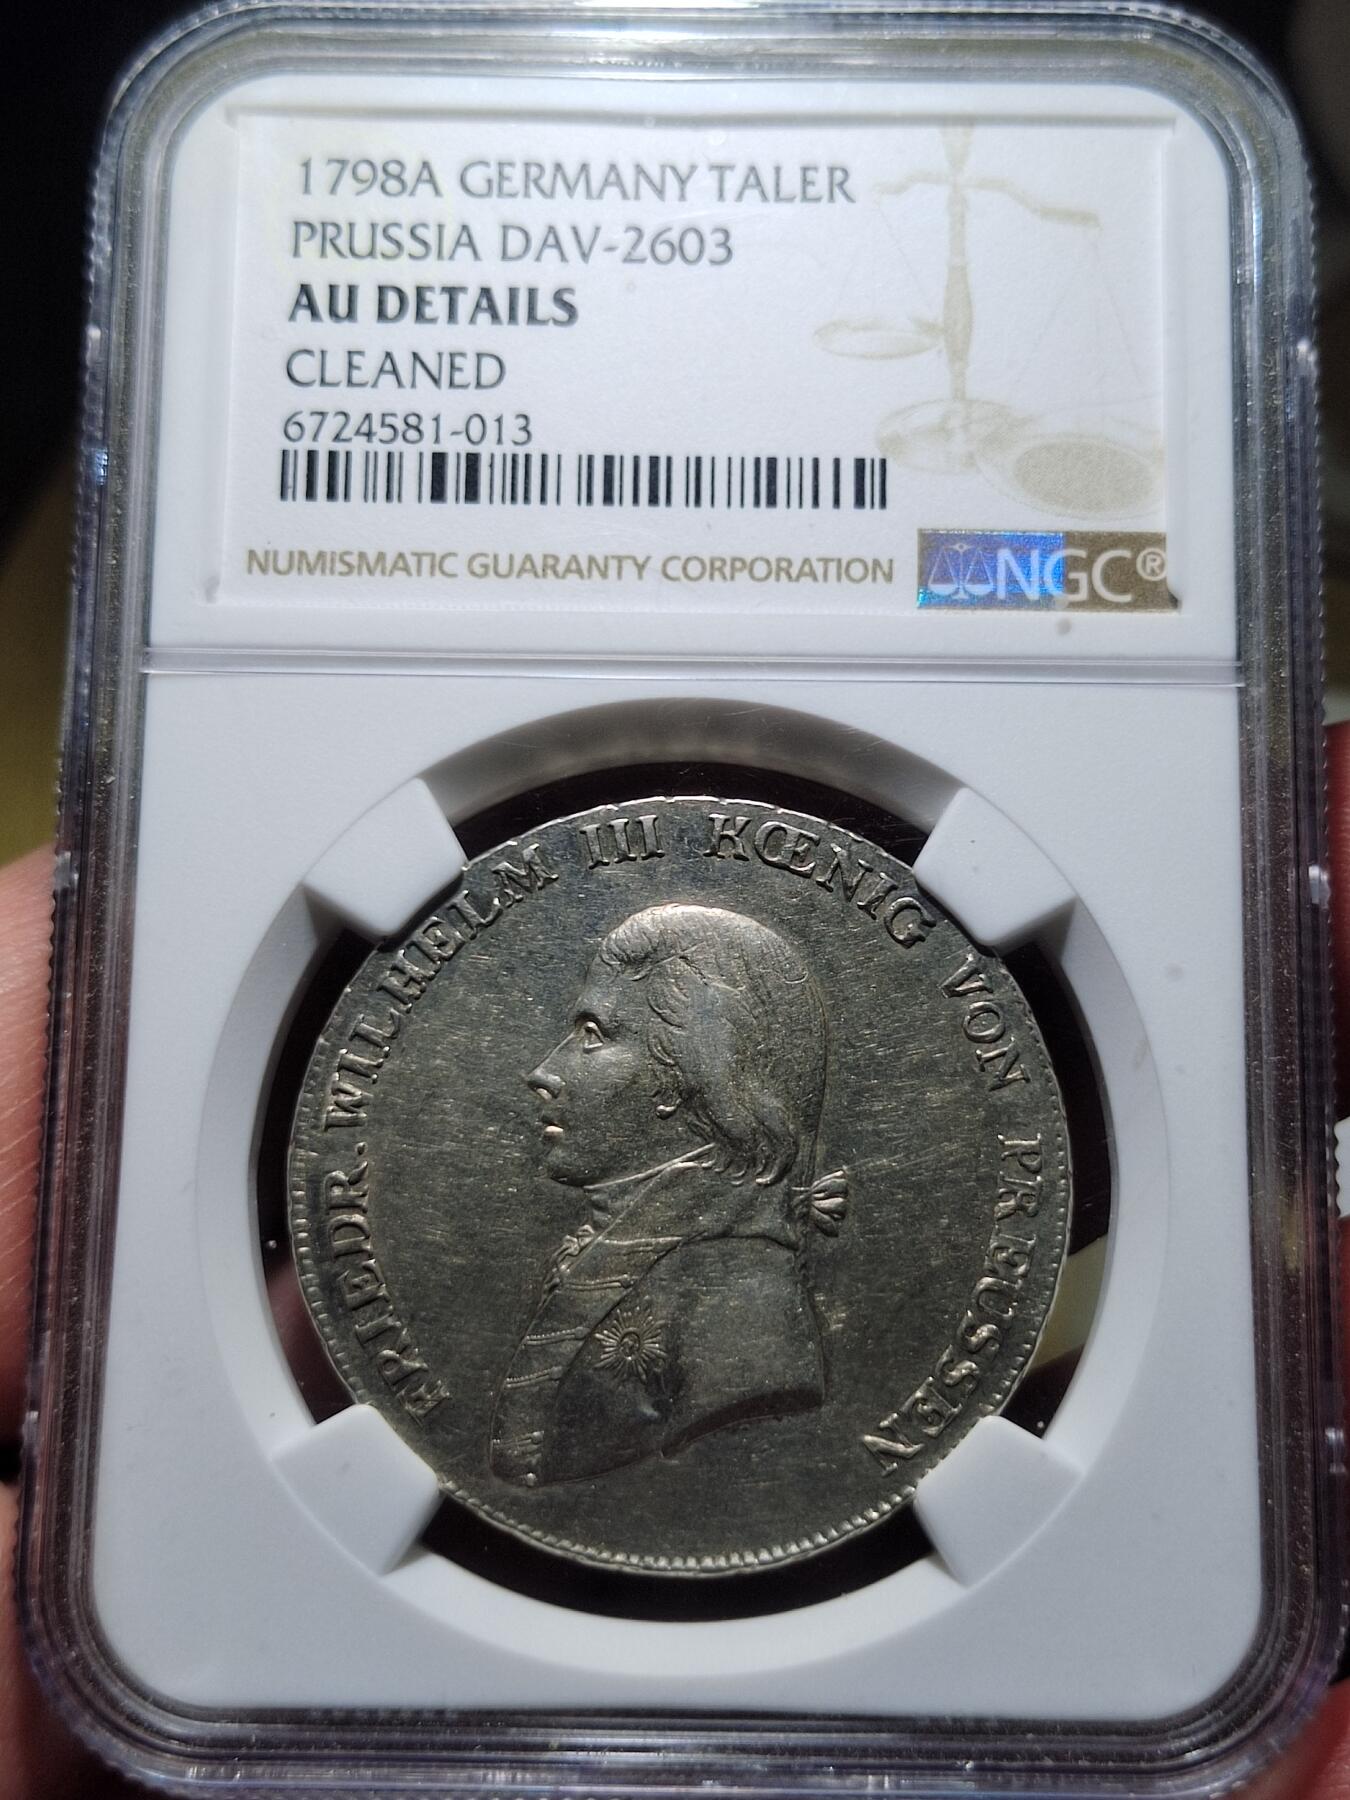 1798A GERMANY TALER
PRUSSIA DAV-2603
AU DETAILS
CLEANED
6724581-013
NUMISMATIC GUARANTY CORPORATION NGC®
FRIEDR. WILHELM III KŒNIG VON PREUSSEN